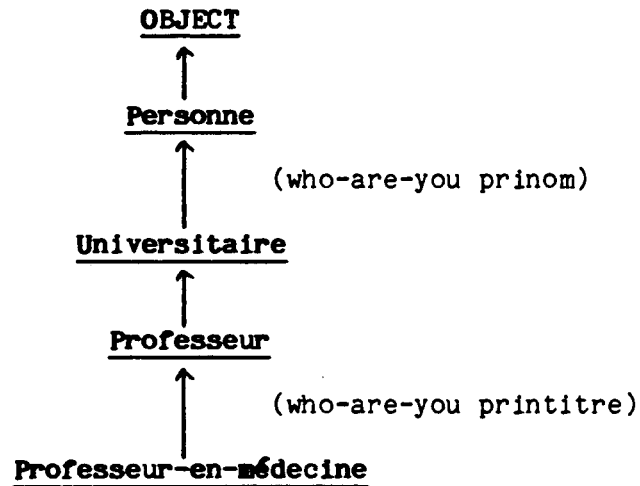 OBJECT
Personne
(who-are-you prinom)
Universitaire
Professeur
(who-are-you printitre)
Professeur-en-médecine